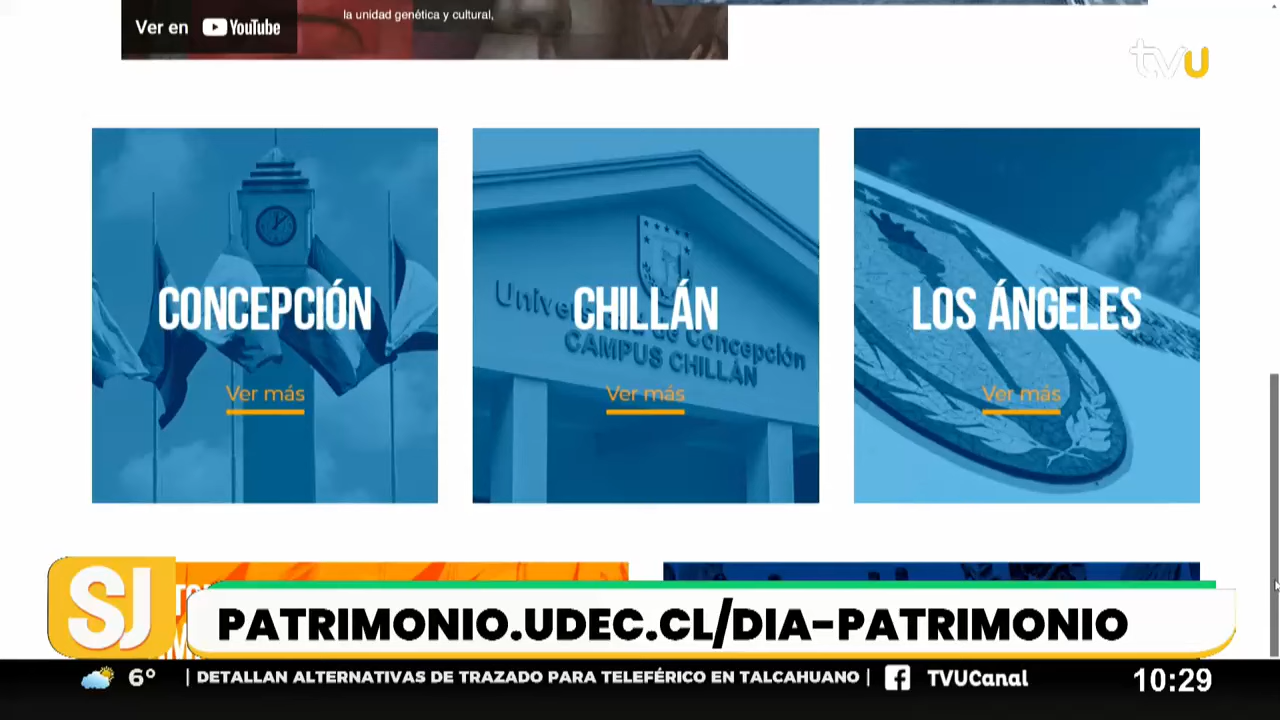 la unidad genética y cultural,
Ver en YouTube
tvU
CONCEPCIÓN
Ver más
Universidad de Concepción
CAMPUS CHILLÁN
CHILLÁN
Ver más
LOS ÁNGELES
Ver más
SJ
PATRIMONIO.UDEC.CL/DIA-PATRIMONIO
6° | DETALLAN ALTERNATIVAS DE TRAZADO PARA TELEFÉRICO EN TALCAHUANO | TVUCanal 10:29